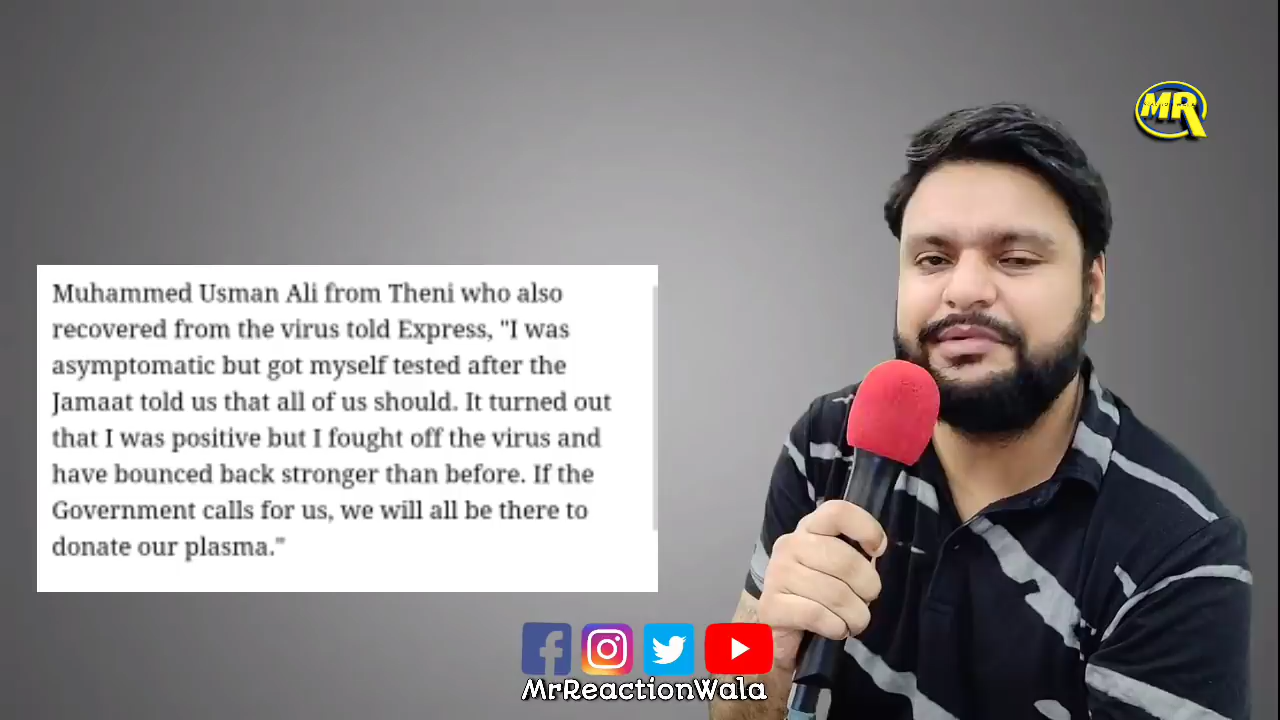 MR
Muhammed Usman Ali from Theni who also
recovered from the virus told Express, "I was
asymptomatic but got myself tested after the
Jamaat told us that all of us should. It turned out
that I was positive but I fought off the virus and
have bounced back stronger than before. If the
Government calls for us, we will all be there to
donate our plasma."
MrReactionWala